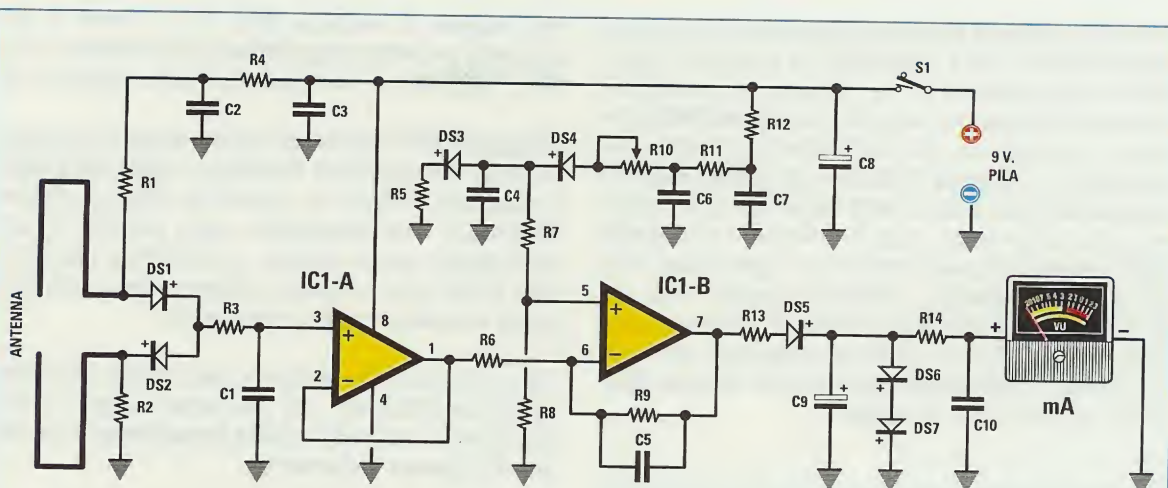 R4
S1
C2
C3
R12
DS3
DS4
R10
R11
C8
9 V.
PILA
R1
R5
C4
C6
C7
R7
ANTENNA
DS1
IC1-A
IC1-B
R3
3
8
5
7
R13
DS5
R14
VU
DS2
2
1
R6
6
R2
C1
4
R8
R9
C5
C9
DS6
DS7
C10
mA